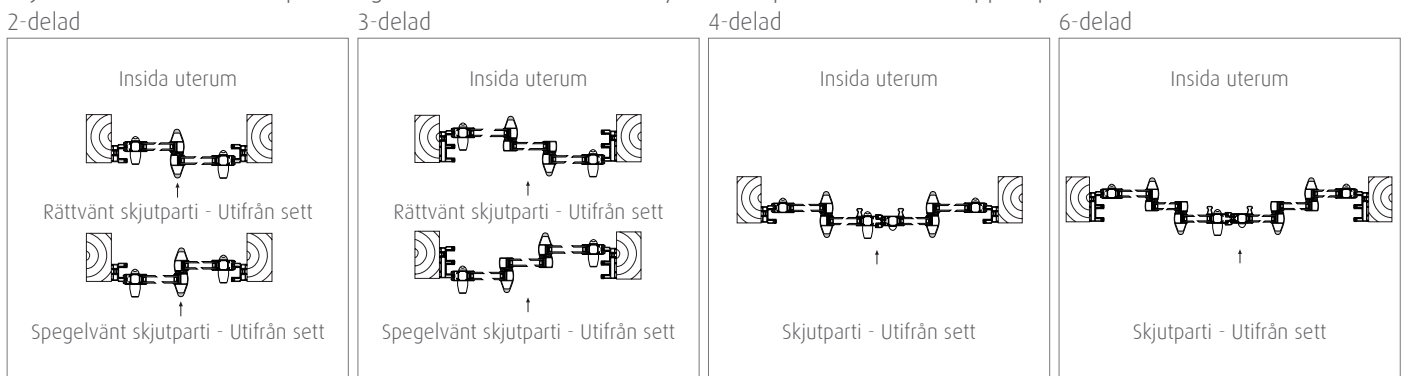 2-delad
Insida uterum
Rättvänt skjutparti - Utifrån sett
Spegelvänt skjutparti - Utifrån sett
3-delad
Insida uterum
Rättvänt skjutparti - Utifrån sett
Spegelvänt skjutparti - Utifrån sett
4-delad
Insida uterum
Skjutparti - Utifrån sett
6-delad
Insida uterum
Skjutparti - Utifrån sett